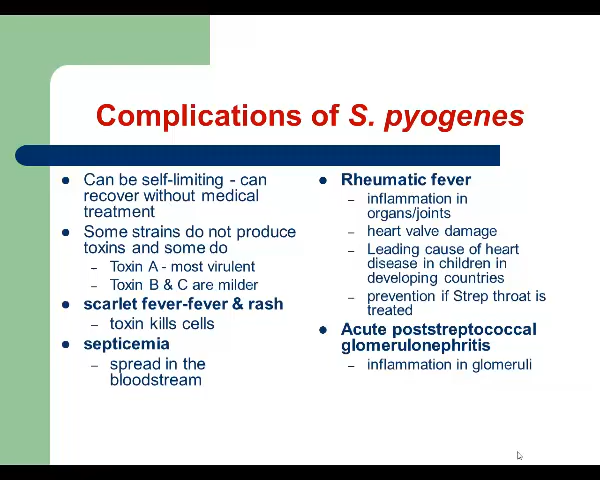 Complications of S. pyogenes
Can be self-limiting - can
recover without medical
treatment
Some strains do not produce
toxins and some do
– Toxin A - most virulent
– Toxin B & C are milder
scarlet fever-fever & rash
– toxin kills cells
septicemia
– spread in the
bloodstream
Rheumatic fever
– inflammation in
organs/joints
– heart valve damage
– Leading cause of heart
disease in children in
developing countries
– prevention if Strep throat is
treated
Acute poststreptococcal
glomerulonephritis
– inflammation in glomeruli